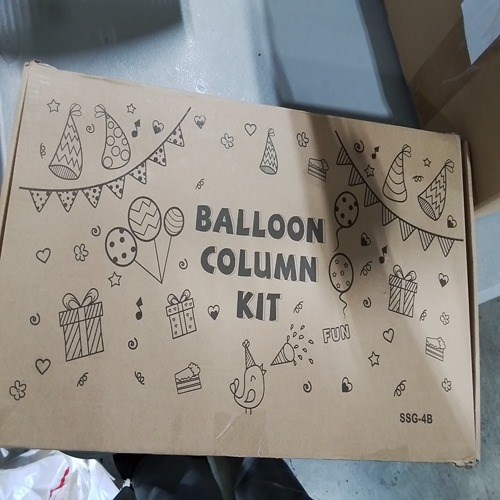 BALLOON
COLUMN
KIT
FUN
SSG-4B